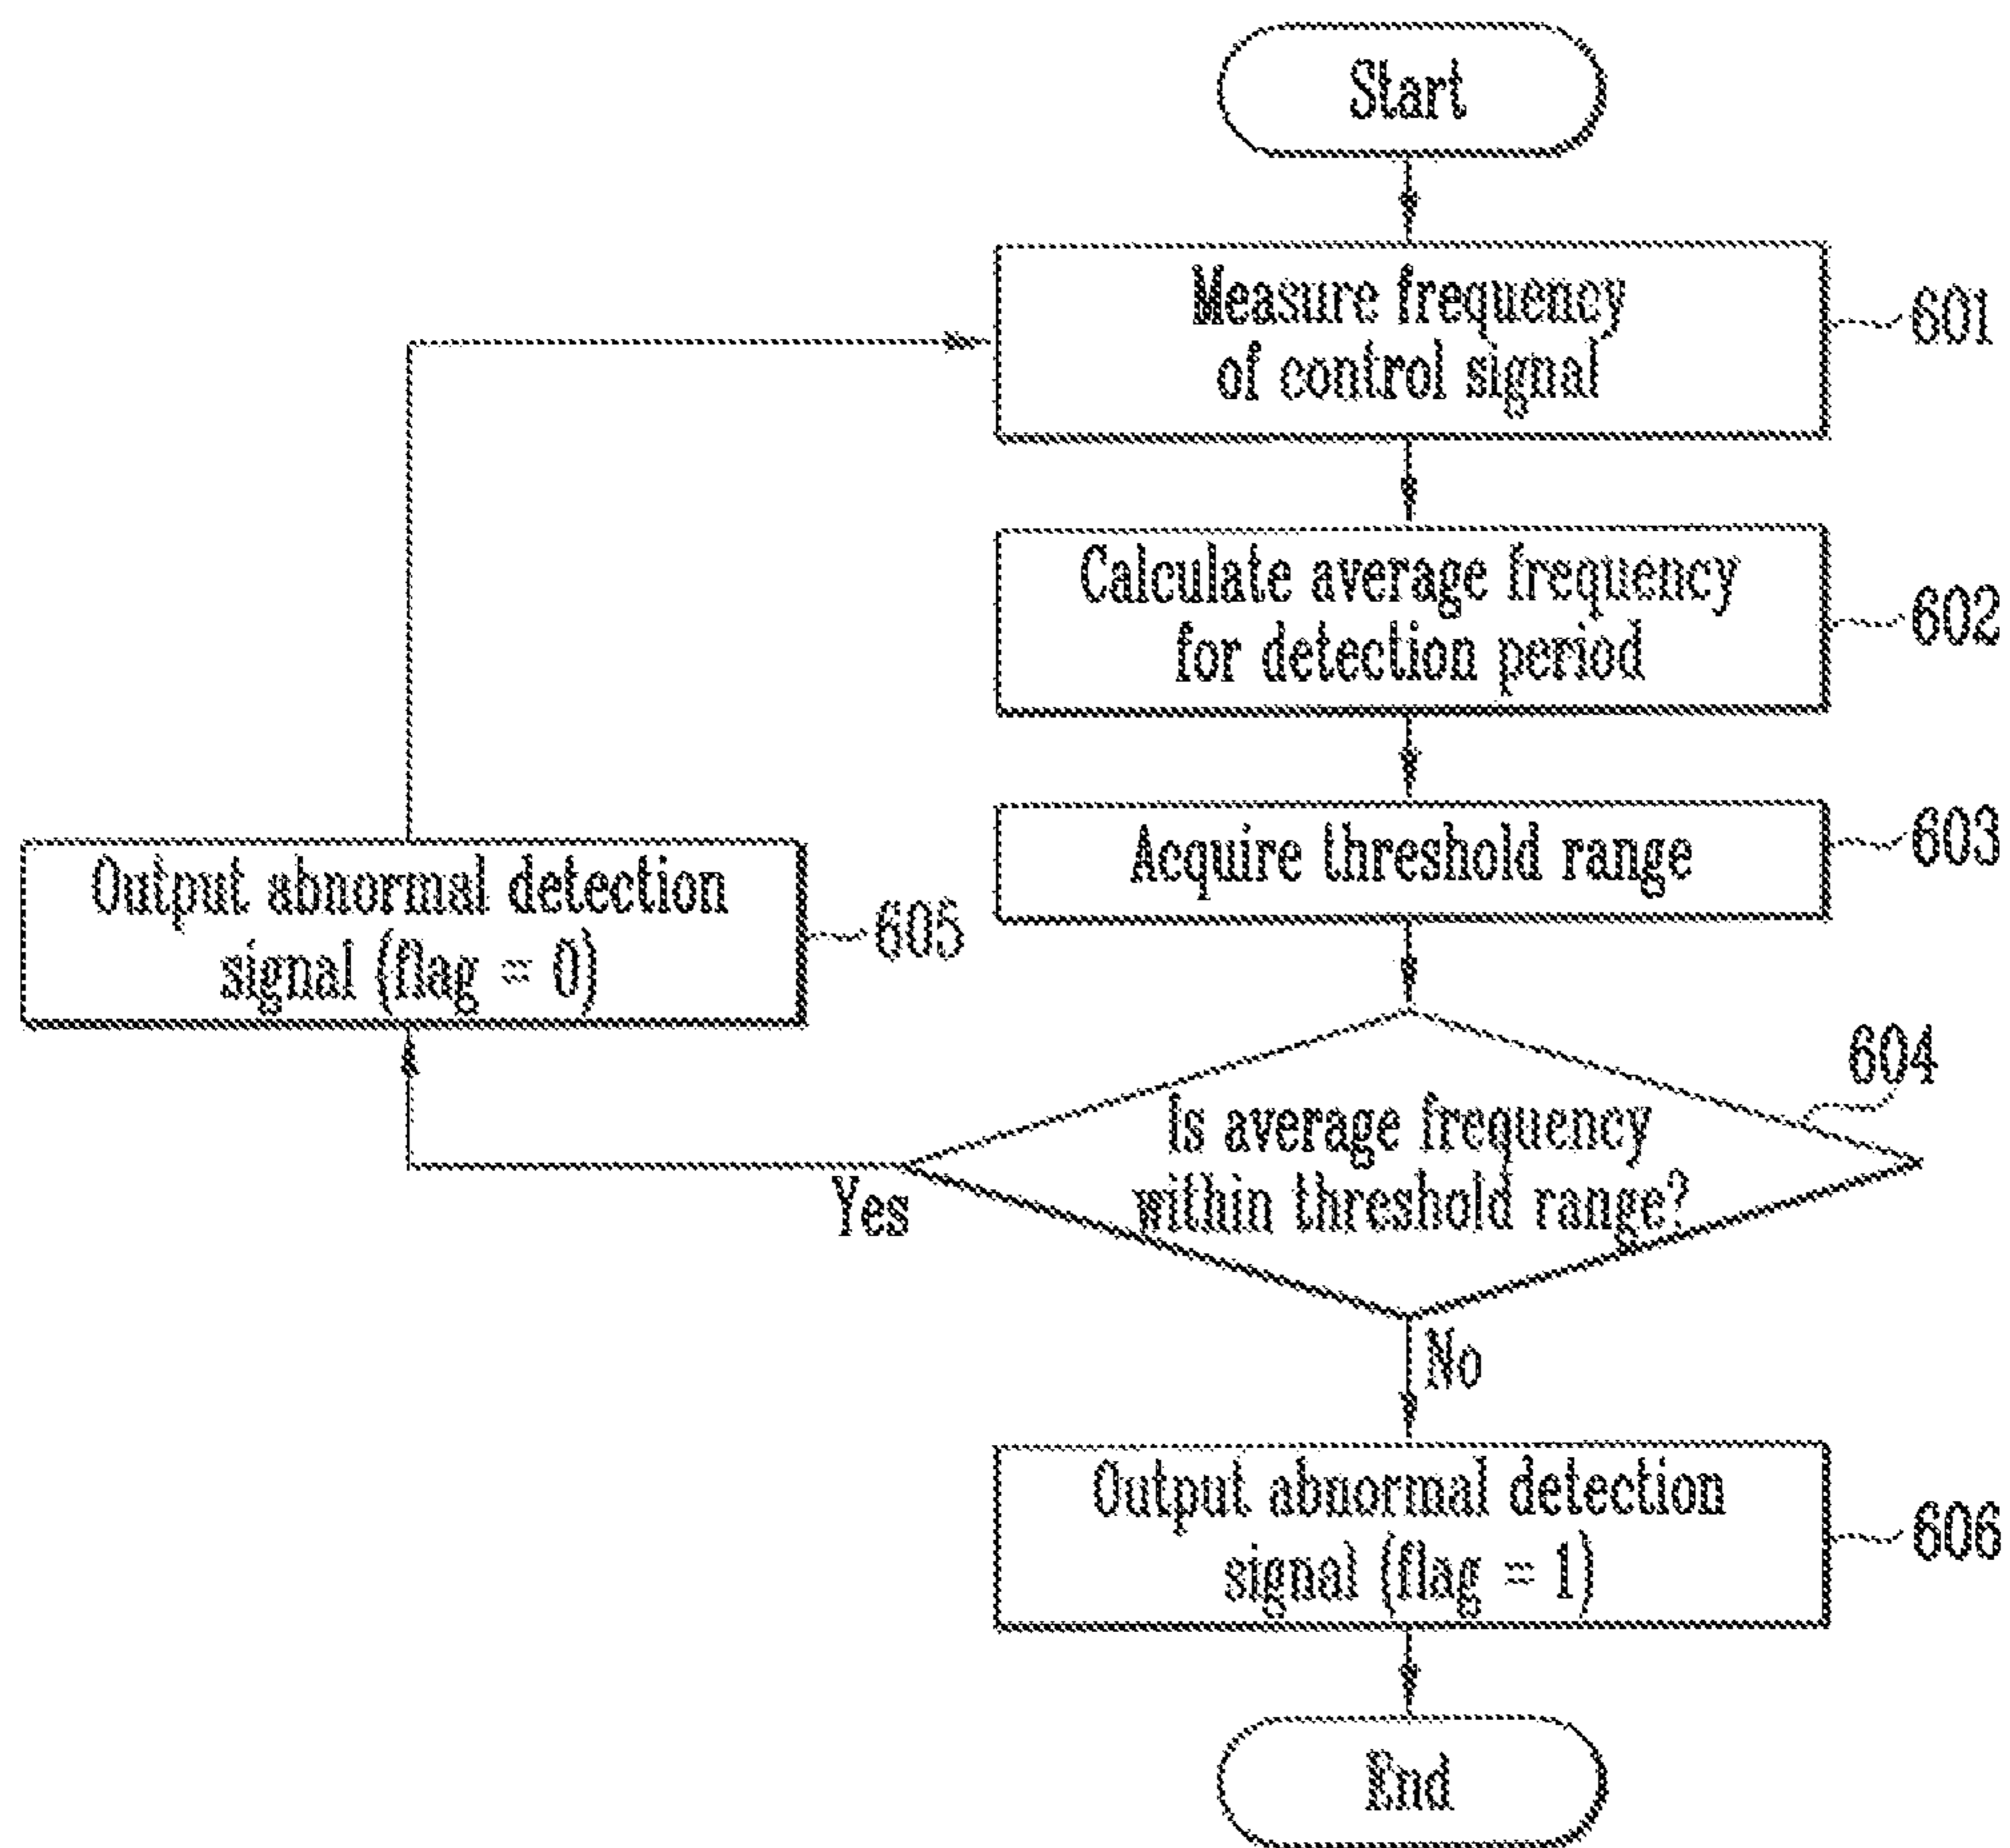 Start
Measure frequency
of control signal
601
Calculate average frequency
for detection period
602
Acquire threshold range
603
Output abnormal detection
signal (flag = 0)
605
604
Is average frequency
within threshold range?
Yes
No
Output abnormal detection
signal (flag = 1)
606
End